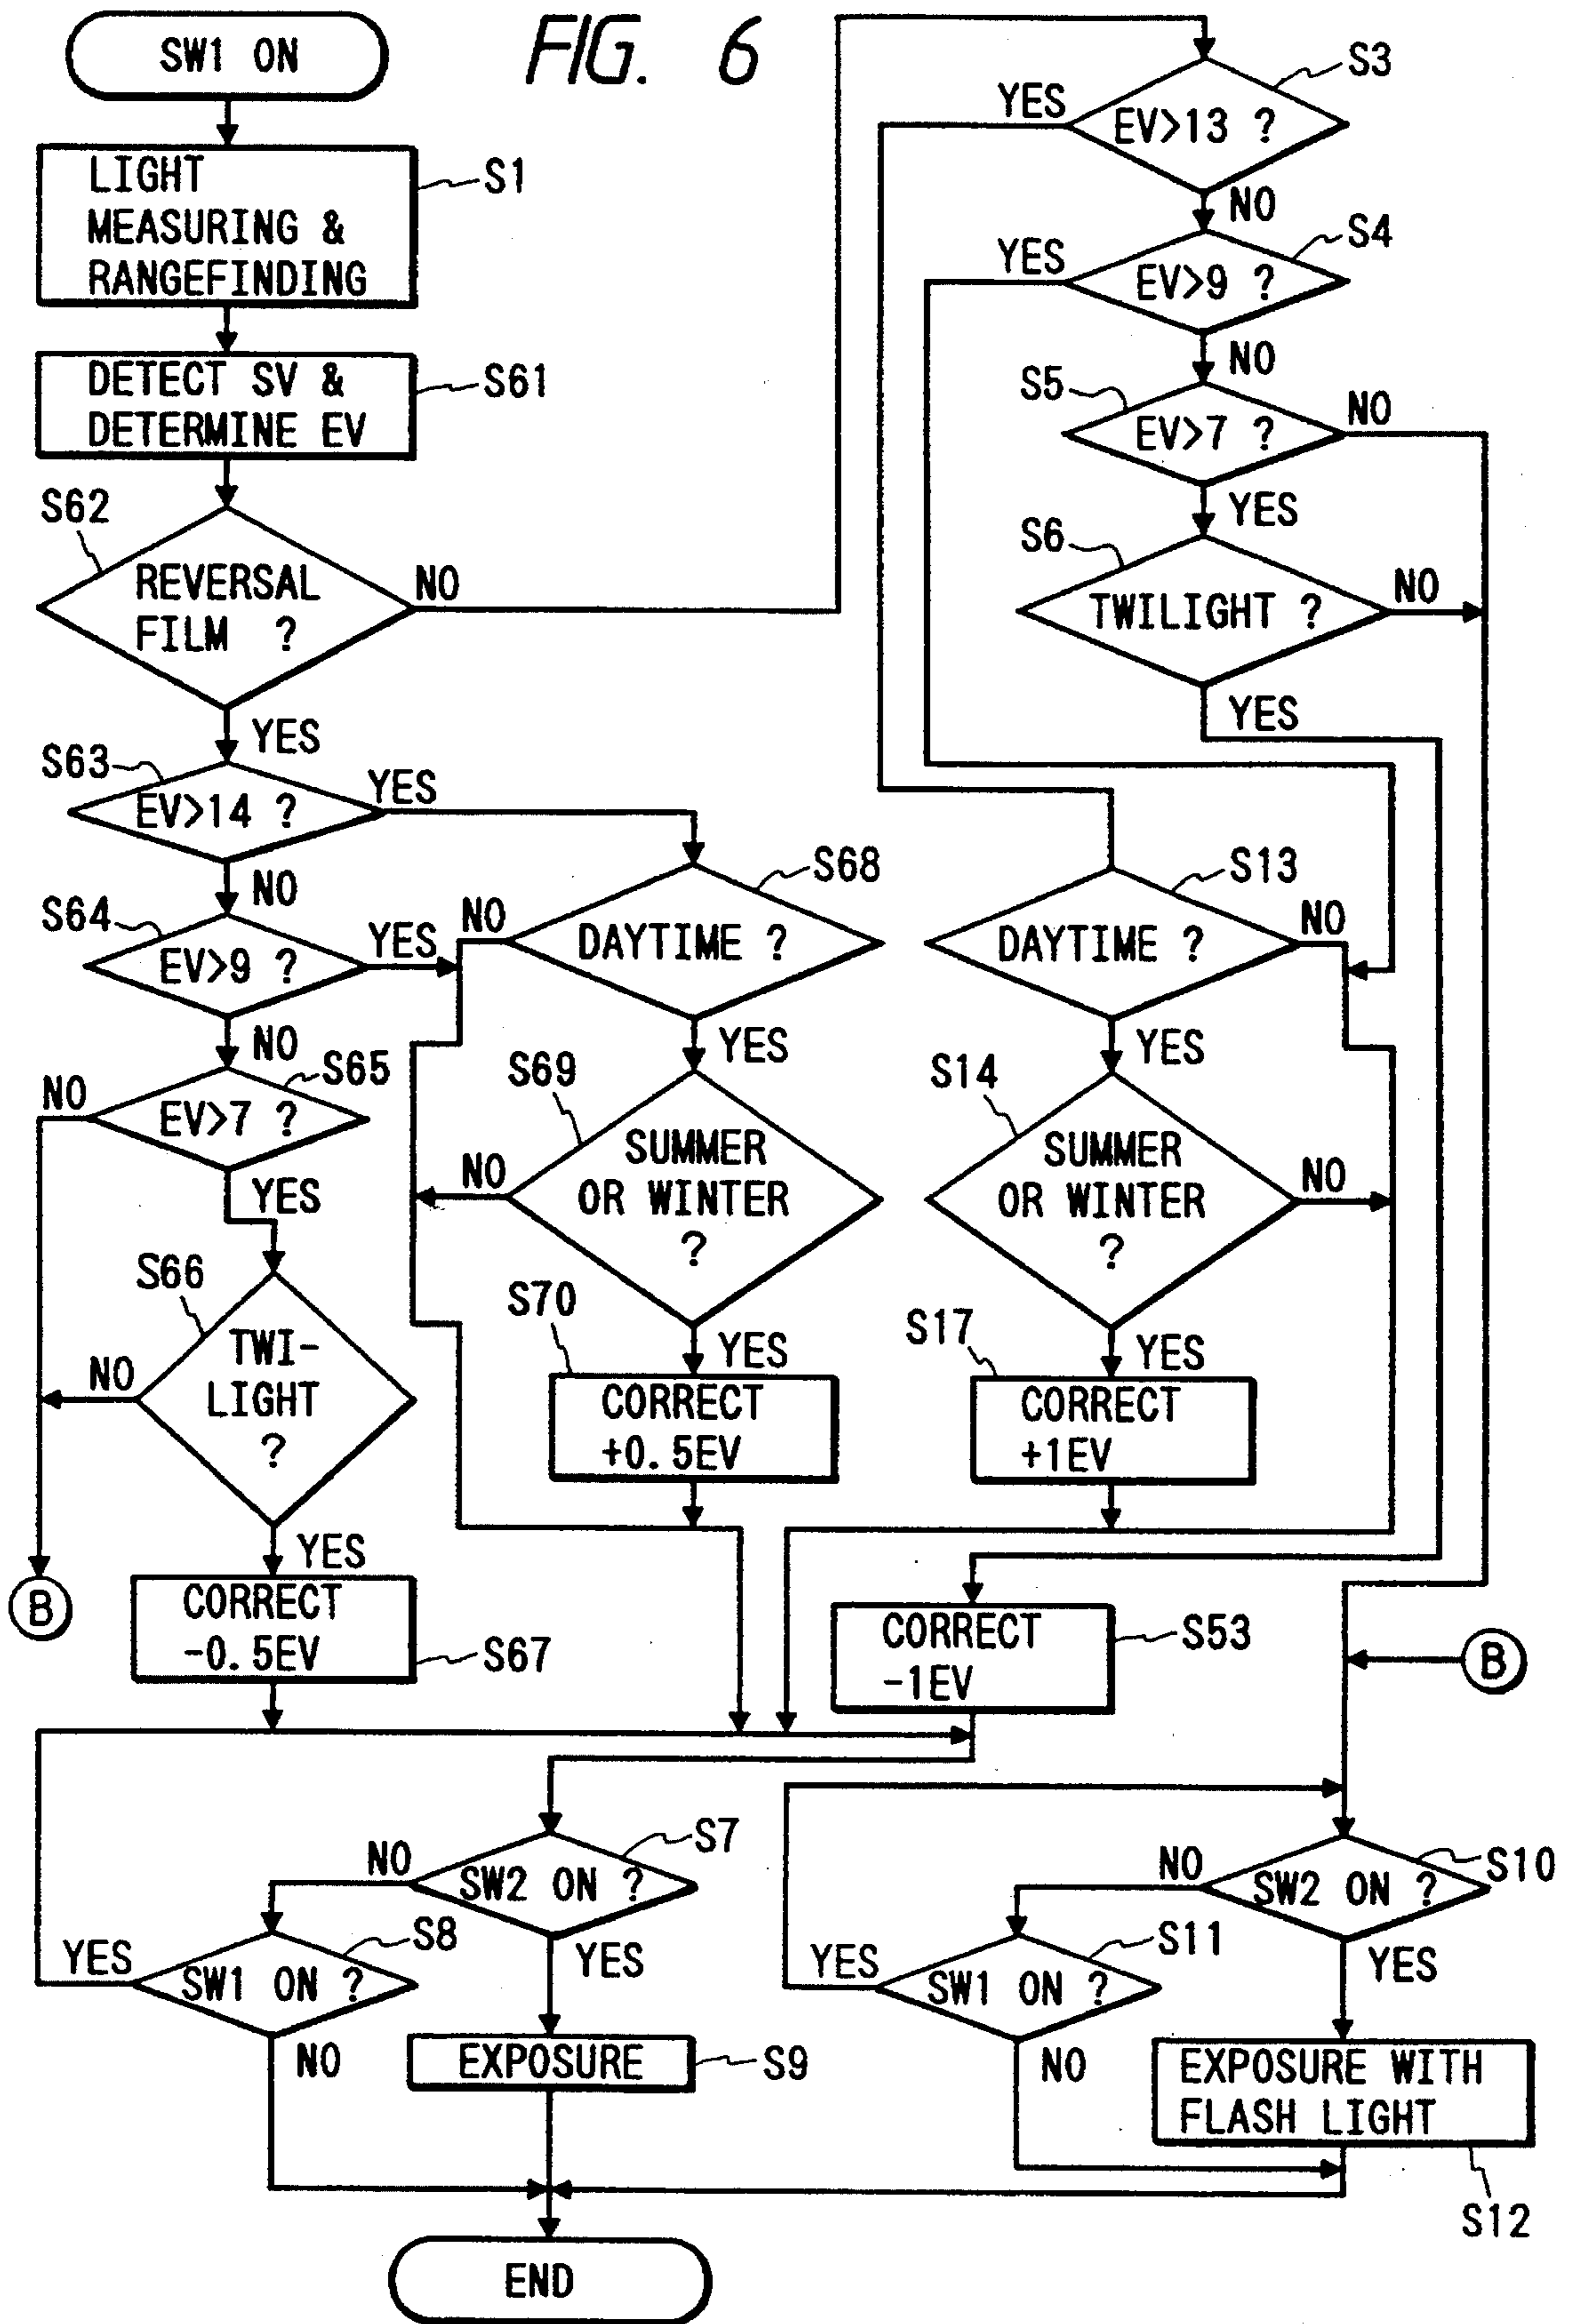 FIG. 6
SW1 ON
LIGHT
MEASURING &
RANGEFINDING
S1
DETECT SV &
DETERMINE EV
S61
S62
REVERSAL
FILM ?
NO
YES
S63
EV>14 ?
YES
NO
S64
EV>9 ?
YES
NO
S65
EV>7 ?
NO
YES
S66
TWI-
LIGHT
?
NO
YES
B
CORRECT
-0.5EV
S67
S68
DAYTIME ?
NO
YES
S69
SUMMER
OR WINTER
?
NO
YES
S70
CORRECT
+0.5EV
S3
EV>13 ?
YES
NO
S4
EV>9 ?
YES
NO
S5
EV>7 ?
NO
YES
S6
TWILIGHT ?
NO
YES
S13
DAYTIME ?
NO
YES
S14
SUMMER
OR WINTER
?
NO
YES
S17
CORRECT
+1EV
CORRECT
-1EV
S53
B
S7
SW2 ON ?
NO
YES
S8
SW1 ON ?
YES
NO
EXPOSURE
S9
S10
SW2 ON ?
NO
YES
S11
SW1 ON ?
YES
NO
EXPOSURE WITH
FLASH LIGHT
S12
END